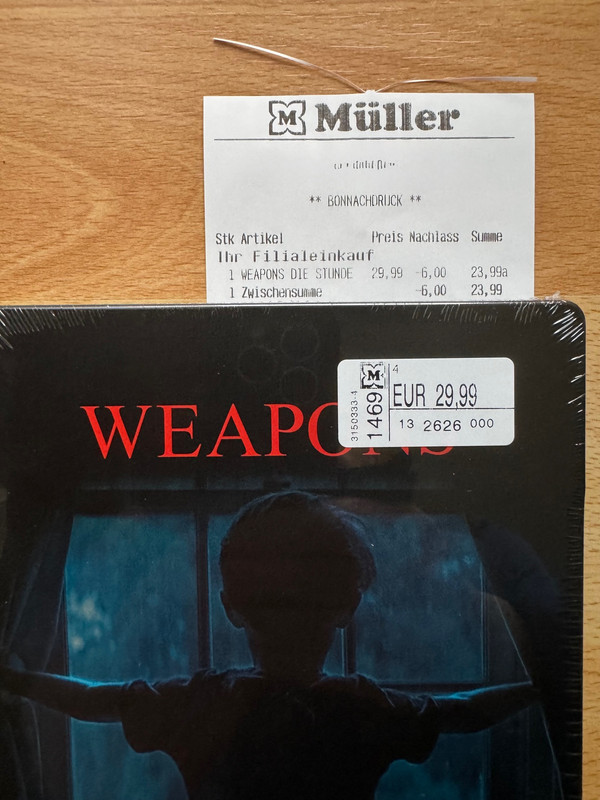 M Müller
** BONNACHDRUCK **
Stk Artikel Preis Nachlass Summe
Ihr Filialeinkauf
1 WEAPONS DIE STUNDE 29,99 -6,00 23,99a
1 Zwischensumme -6,00 23,99
M 4
3150333-4
1469
EUR 29,99
13 2626 000
WEAPONS